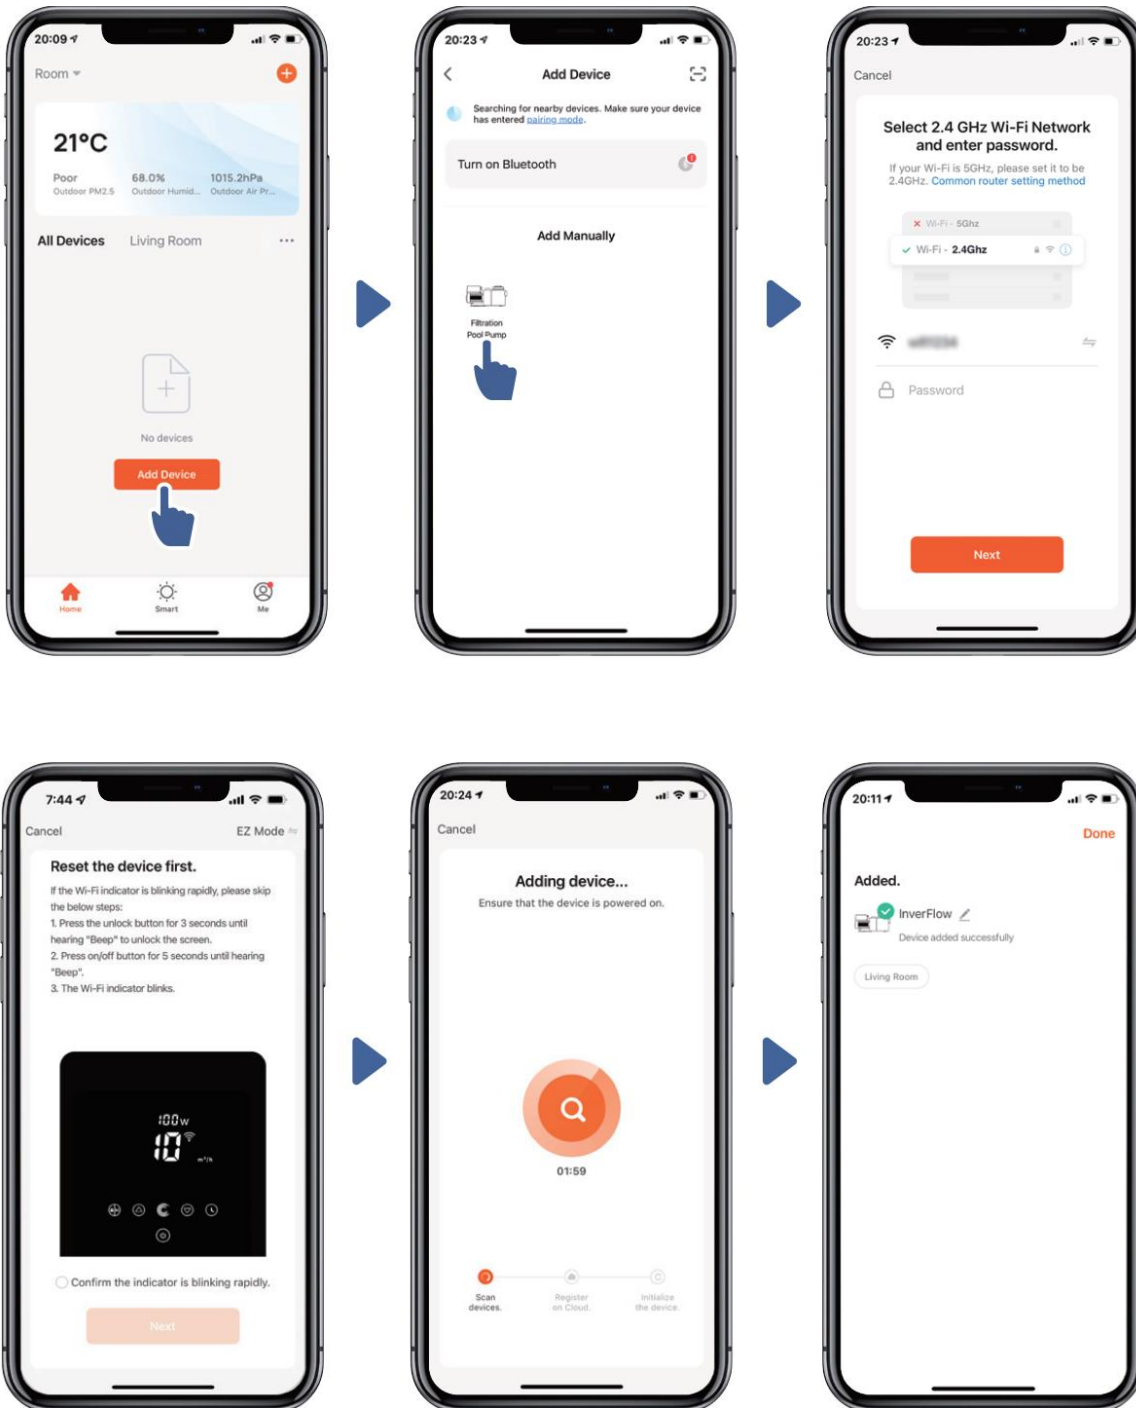 20:09
Room
21°C
Poor
68.0%
1015.2hPa
Outdoor PM2.5
Outdoor Humid...
Outdoor Air Pr...
All Devices
Living Room
...
No devices
Add Device
Home
Smart
Me
20:23
Add Device
Searching for nearby devices. Make sure your device
has entered pairing mode.
Turn on Bluetooth
Add Manually
Filtration
Pool Pump
20:23
Cancel
Select 2.4 GHz Wi-Fi Network
and enter password.
If your Wi-Fi is 5GHz, please set it to be
2.4GHz. Common router setting method
Wi-Fi - 5Ghz
Wi-Fi - 2.4Ghz
Password
Next
7:44
Cancel
EZ Mode
Reset the device first.
If the Wi-Fi indicator is blinking rapidly, please skip
the below steps:
1. Press the unlock button for 3 seconds until
hearing "Beep" to unlock the screen.
2. Press on/off button for 5 seconds until hearing
"Beep".
3. The Wi-Fi indicator blinks.
100w
10
m³/h
Confirm the indicator is blinking rapidly.
Next
20:24
Cancel
Adding device...
Ensure that the device is powered on.
01:59
Scan
devices.
Register
on Cloud.
Initialize
the device.
20:11
Done
Added.
InverFlow
Device added successfully
Living Room